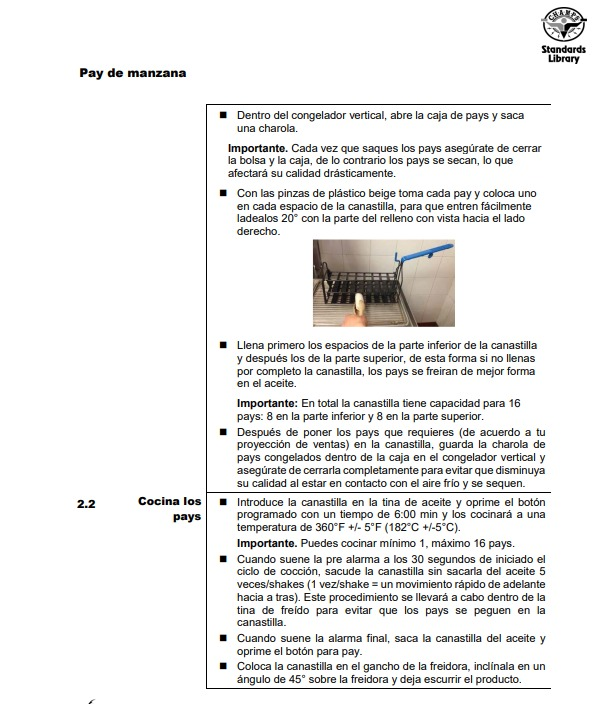 CHAMPS
Standards
Library
Pay de manzana
■ Dentro del congelador vertical, abre la caja de pays y saca
una charola.
Importante. Cada vez que saques los pays asegúrate de cerrar
la bolsa y la caja, de lo contrario los pays se secan, lo que
afectará su calidad drásticamente.
■ Con las pinzas de plástico beige toma cada pay y coloca uno
en cada espacio de la canastilla, para que entren fácilmente
ladealos 20° con la parte del relleno con vista hacia el lado
derecho.
■ Llena primero los espacios de la parte inferior de la canastilla
y después los de la parte superior, de esta forma si no llenas
por completo la canastilla, los pays se freiran de mejor forma
en el aceite.
Importante: En total la canastilla tiene capacidad para 16
pays: 8 en la parte inferior y 8 en la parte superior.
■ Después de poner los pays que requieres (de acuerdo a tu
proyección de ventas) en la canastilla, guarda la charola de
pays congelados dentro de la caja en el congelador vertical y
asegúrate de cerrarla completamente para evitar que disminuya
su calidad al estar en contacto con el aire frío y se sequen.
2.2 Cocina los
pays
■ Introduce la canastilla en la tina de aceite y oprime el botón
programado con un tiempo de 6:00 min y los cocinará a una
temperatura de 360°F +/- 5°F (182°C +/-5°C).
Importante. Puedes cocinar mínimo 1, máximo 16 pays.
■ Cuando suene la pre alarma a los 30 segundos de iniciado el
ciclo de cocción, sacude la canastilla sin sacarla del aceite 5
veces/shakes (1 vez/shake = un movimiento rápido de adelante
hacia a tras). Este procedimiento se llevará a cabo dentro de la
tina de freído para evitar que los pays se peguen en la
canastilla.
■ Cuando suene la alarma final, saca la canastilla del aceite y
oprime el botón para pay.
■ Coloca la canastilla en el gancho de la freidora, inclínala en un
ángulo de 45° sobre la freidora y deja escurrir el producto.